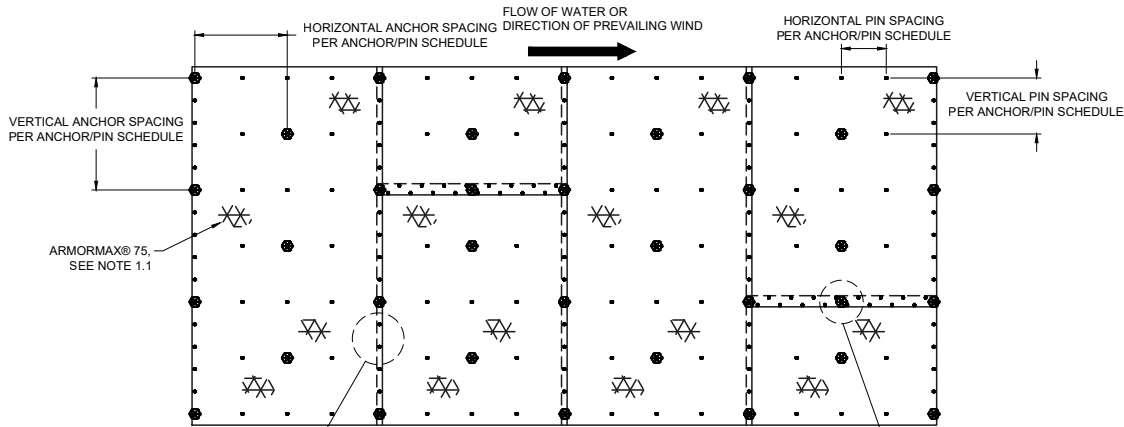 HORIZONTAL ANCHOR SPACING
PER ANCHOR/PIN SCHEDULE
FLOW OF WATER OR
DIRECTION OF PREVAILING WIND
HORIZONTAL PIN SPACING
PER ANCHOR/PIN SCHEDULE
VERTICAL ANCHOR SPACING
PER ANCHOR/PIN SCHEDULE
VERTICAL PIN SPACING
PER ANCHOR/PIN SCHEDULE
ARMORMAX® 75,
SEE NOTE 1.1